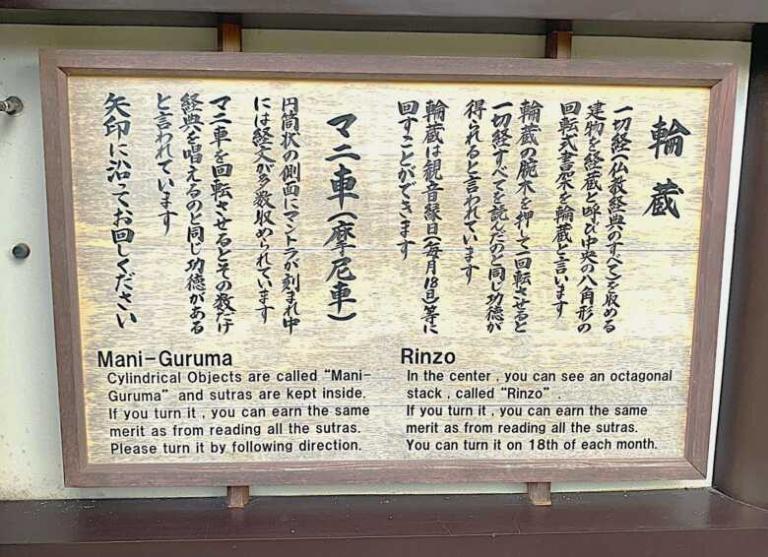 輪蔵
一切経(仏教経典のすべて)を収める
建物を経蔵と呼び中央の八角形の
回転式書架を輪蔵と言います
輪蔵の腕木を押して一回転させると
一切経すべてを読んだのと同じ功徳が
得られると言われています
輪蔵は観音縁日(毎月18日)等に
回すことができます
マニ車(摩尼車)
円筒状の側面にマントラが刻まれ中
には経文が多数収められています
マニ車を回転させるとその数だけ
経典を唱えるのと同じ功徳がある
と言われています
矢印に沿ってお回しください
Rinzo
In the center , you can see an octagonal
stack , called “Rinzo” .
If you turn it , you can earn the same
merit as from reading all the sutras.
You can turn it on 18th of each month.
Mani-Guruma
Cylindrical Objects are called “Mani-
Guruma” and sutras are kept inside.
If you turn it , you can earn the same
merit as from reading all the sutras.
Please turn it by following direction.